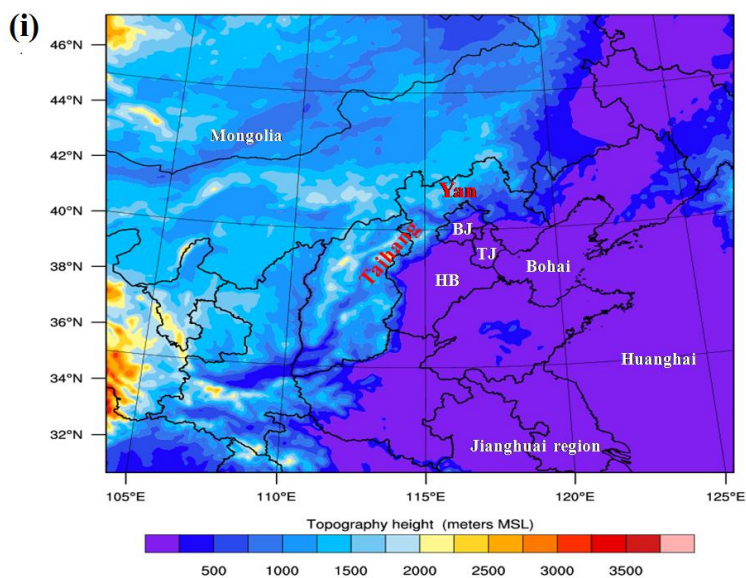 (i)
46°N
44°N
42°N
40°N
38°N
36°N
34°N
32°N
Mongolia
Yan
Taihang
BJ
TJ
Bohai
HB
Huanghai
Jianghuai region
105°E 110°E 115°E 120°E 125°E
Topography height (meters MSL)
500 1000 1500 2000 2500 3000 3500